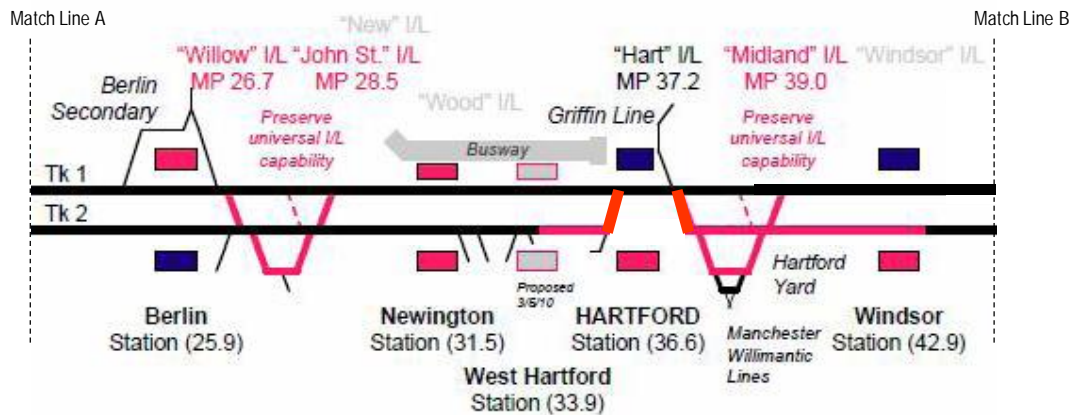 Match Line A
Match Line B
"New" I/L
"Willow" I/L "John St." I/L
MP 26.7 MP 28.5
"Hart" I/L
MP 37.2
"Midland" I/L
MP 39.0
"Windsor" I/L
Berlin
Secondary
Preserve
universal I/L
capability
"Wood" I/L
Busway
Griffin Line
Preserve
universal I/L
capability
Tk 1
Tk 2
Proposed
3/5/10
Hartford
Yard
Berlin
Station (25.9)
Newington
Station (31.5)
West Hartford
Station (33.9)
HARTFORD
Station (36.6)
Manchester
Willimantic
Lines
Windsor
Station (42.9)